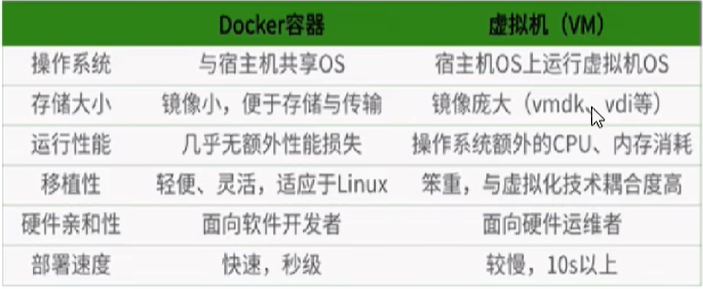 Docker容器 虚拟机（VM）
操作系统 与宿主机共享OS 宿主机OS上运行虚拟机OS
存储大小 镜像小，便于存储与传输 镜像庞大（vmdk、vdi等）
运行性能 几乎无额外性能损失 操作系统额外的CPU、内存消耗
移植性 轻便、灵活，适应于Linux 笨重，与虚拟化技术耦合度高
硬件亲和性 面向软件开发者 面向硬件运维者
部署速度 快速，秒级 较慢，10s以上